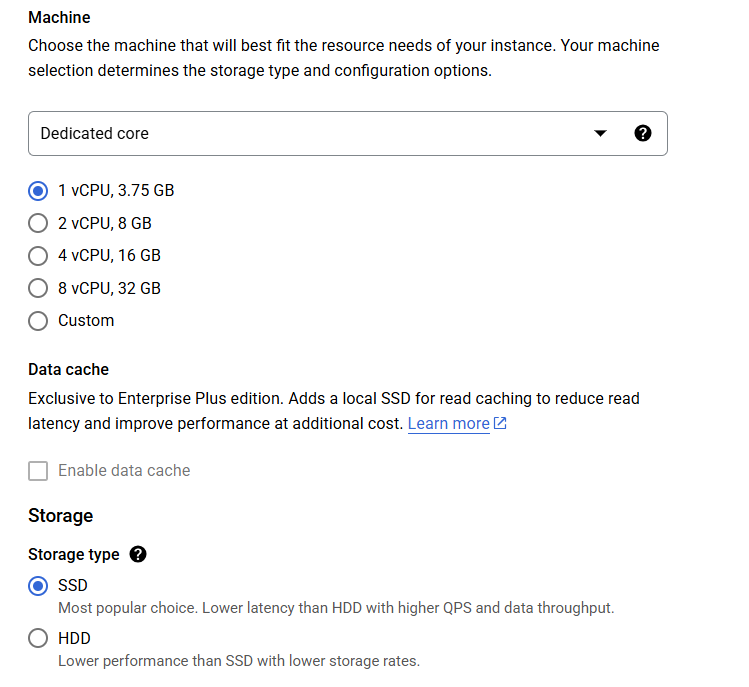 Machine
Choose the machine that will best fit the resource needs of your instance. Your machine
selection determines the storage type and configuration options.
Dedicated core
1 vCPU, 3.75 GB
2 vCPU, 8 GB
4 vCPU, 16 GB
8 vCPU, 32 GB
Custom
Data cache
Exclusive to Enterprise Plus edition. Adds a local SSD for read caching to reduce read
latency and improve performance at additional cost. Learn more
Enable data cache
Storage
Storage type
SSD
Most popular choice. Lower latency than HDD with higher QPS and data throughput.
HDD
Lower performance than SSD with lower storage rates.